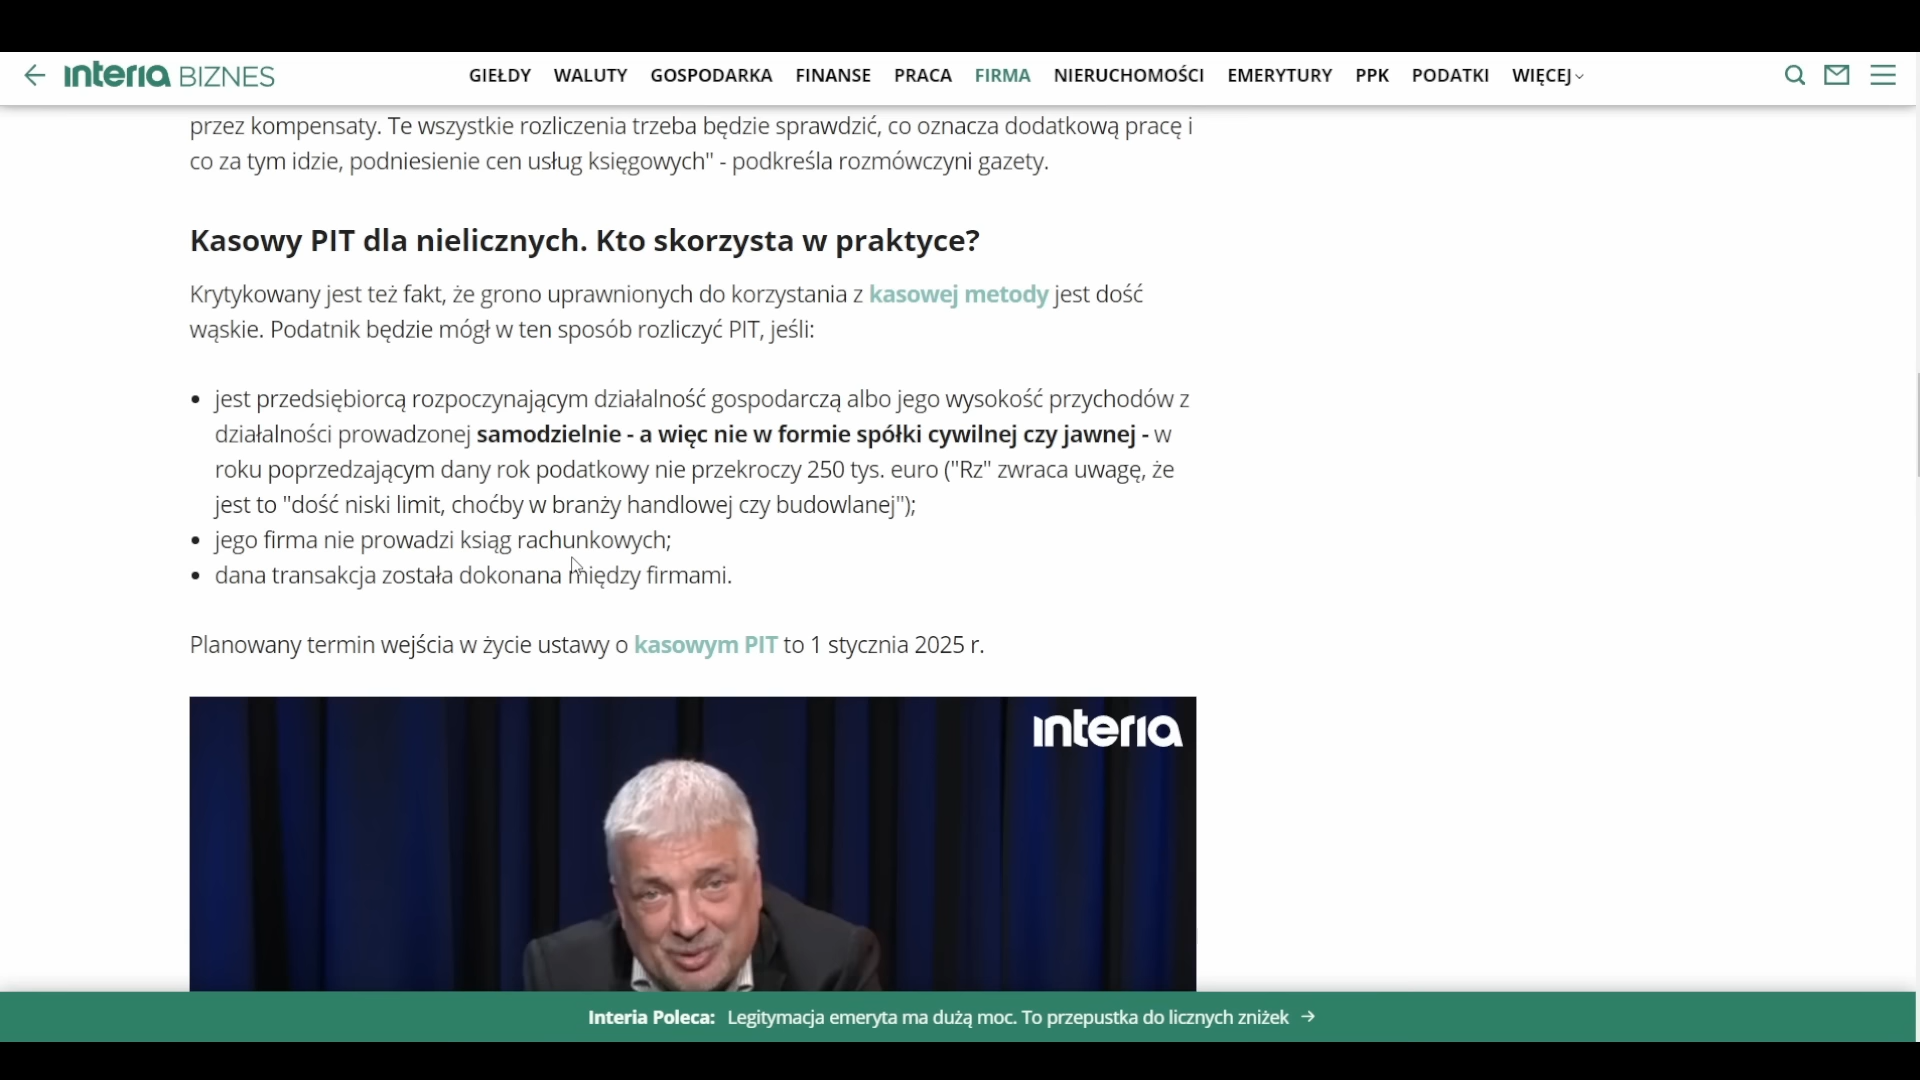 interia BIZNES
GIEŁDY WALUTY GOSPODARKA FINANSE PRACA FIRMA NIERUCHOMOŚCI EMERYTURY PPK PODATKI WIĘCEJ
przez kompensaty. Te wszystkie rozliczenia trzeba będzie sprawdzić, co oznacza dodatkową pracę i
co za tym idzie, podniesienie cen usług księgowych" - podkreśla rozmówczyni gazety.
Kasowy PIT dla nielicznych. Kto skorzysta w praktyce?
Krytykowany jest też fakt, że grono uprawnionych do korzystania z kasowej metody jest dość
wąskie. Podatnik będzie mógł w ten sposób rozliczyć PIT, jeśli:
• jest przedsiębiorcą rozpoczynającym działalność gospodarczą albo jego wysokość przychodów z
działalności prowadzonej samodzielnie - a więc nie w formie spółki cywilnej czy jawnej - w
roku poprzedzającym dany rok podatkowy nie przekroczy 250 tys. euro ("Rz" zwraca uwagę, że
jest to "dość niski limit, choćby w branży handlowej czy budowlanej");
• jego firma nie prowadzi ksiąg rachunkowych;
• dana transakcja została dokonana między firmami.
Planowany termin wejścia w życie ustawy o kasowym PIT to 1 stycznia 2025 r.
interia
Interia Poleca: Legitymacja emeryta ma dużą moc. To przepustka do licznych zniżek →